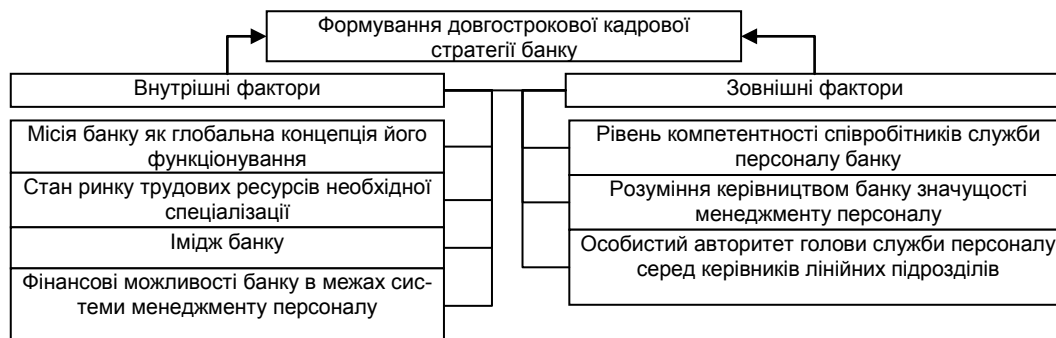 Формування довгострокової кадрової
стратегії банку
Внутрішні фактори
Зовнішні фактори
Місія банку як глобальна концепція його
функціонування
Стан ринку трудових ресурсів необхідної
спеціалізації
Імідж банку
Фінансові можливості банку в межах сис-
теми менеджменту персоналу
Рівень компетентності співробітників служби
персоналу банку
Розуміння керівництвом банку значущості
менеджменту персоналу
Особистий авторитет голови служби персоналу
серед керівників лінійних підрозділів